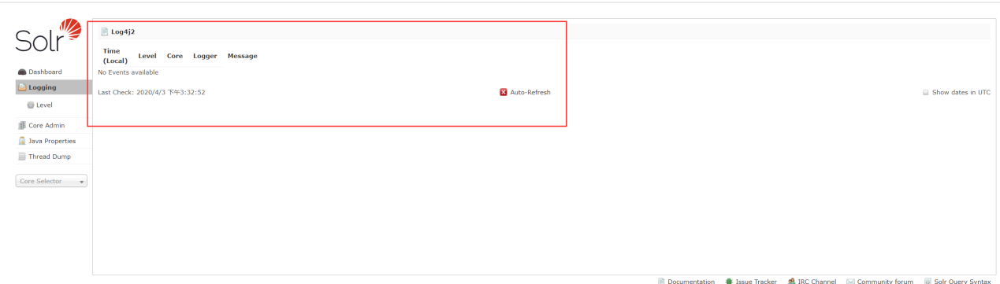 Solr
Dashboard
Logging
Level
Core Admin
Java Properties
Thread Dump
Core Selector
Log4j2
Time (Local) Level Core Logger Message
No Events available
Last Check: 2020/4/3 下午3:32:52
Auto-Refresh
Show dates in UTC
Documentation Issue Tracker IRC Channel Community forum Solr Query Syntax